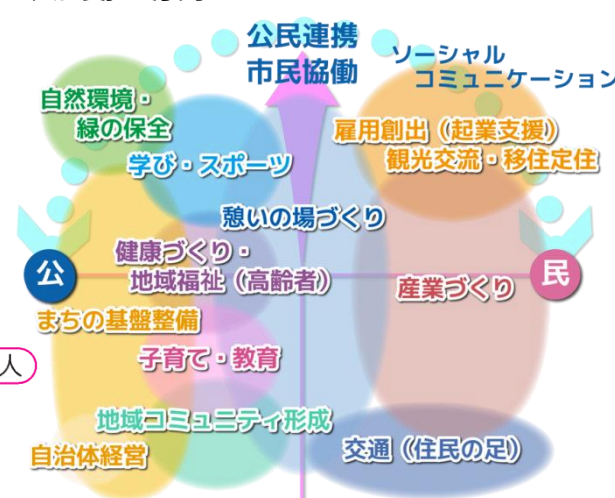 公民連携
市民協働
ソーシャル
コミュニケーション
自然環境・
緑の保全
学び・スポーツ
雇用創出（起業支援）
観光交流・移住定住
憩いの場づくり
健康づくり・
地域福祉（高齢者）
公
民
産業づくり
まちの基盤整備
子育て・教育
人
地域コミュニティ形成
自治体経営
交通（住民の足）